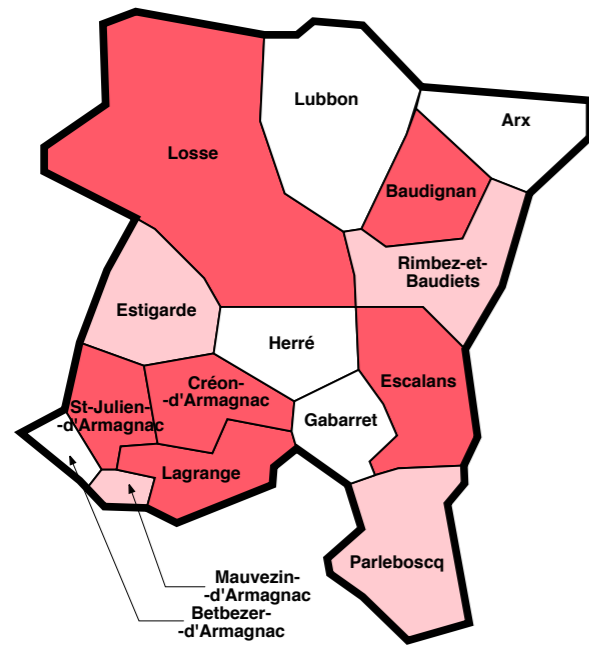 Lubbon
Arx
Losse
Baudignan
Rimbez-et-
Baudiets
Estigarde
Herré
Escalans
Créon-
-d'Armagnac
St-Julien-
-d'Armagnac
Gabarret
Lagrange
Parleboscq
Mauvezin-
-d'Armagnac
Betbezer-
-d'Armagnac